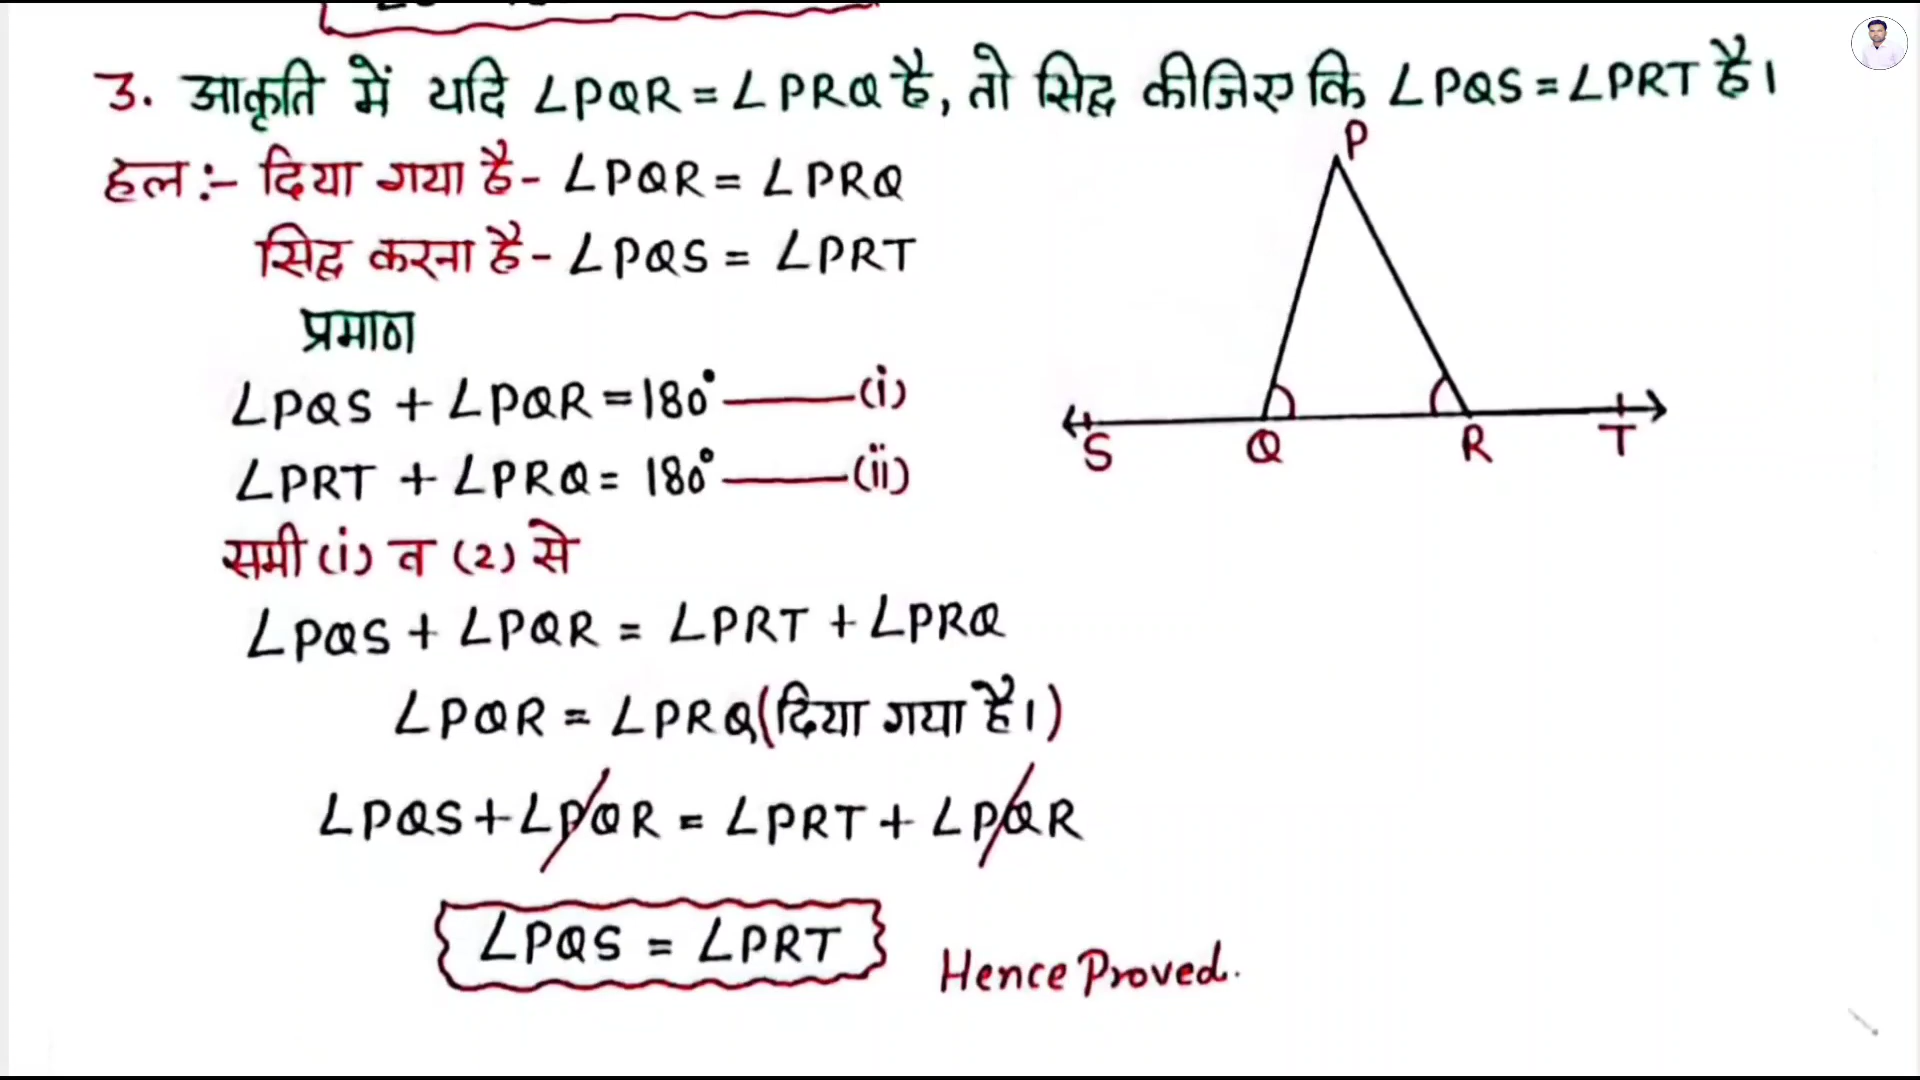 3. आकृति में यदि ∠PQR = ∠PRQ है, तो सिद्ध कीजिए कि ∠PQS = ∠PRT है।
हल :- दिया गया है - ∠PQR = ∠PRQ
सिद्ध करना है - ∠PQS = ∠PRT
प्रमाण
∠PQS + ∠PQR = 180° (i)
∠PRT + ∠PRQ = 180° (ii)
समी (i) व (2) से
∠PQS + ∠PQR = ∠PRT + ∠PRQ
∠PQR = ∠PRQ (दिया गया है।)
∠PQS + ∠PQR = ∠PRT + ∠PQR
∠PQS = ∠PRT
Hence Proved.
P
S Q R T